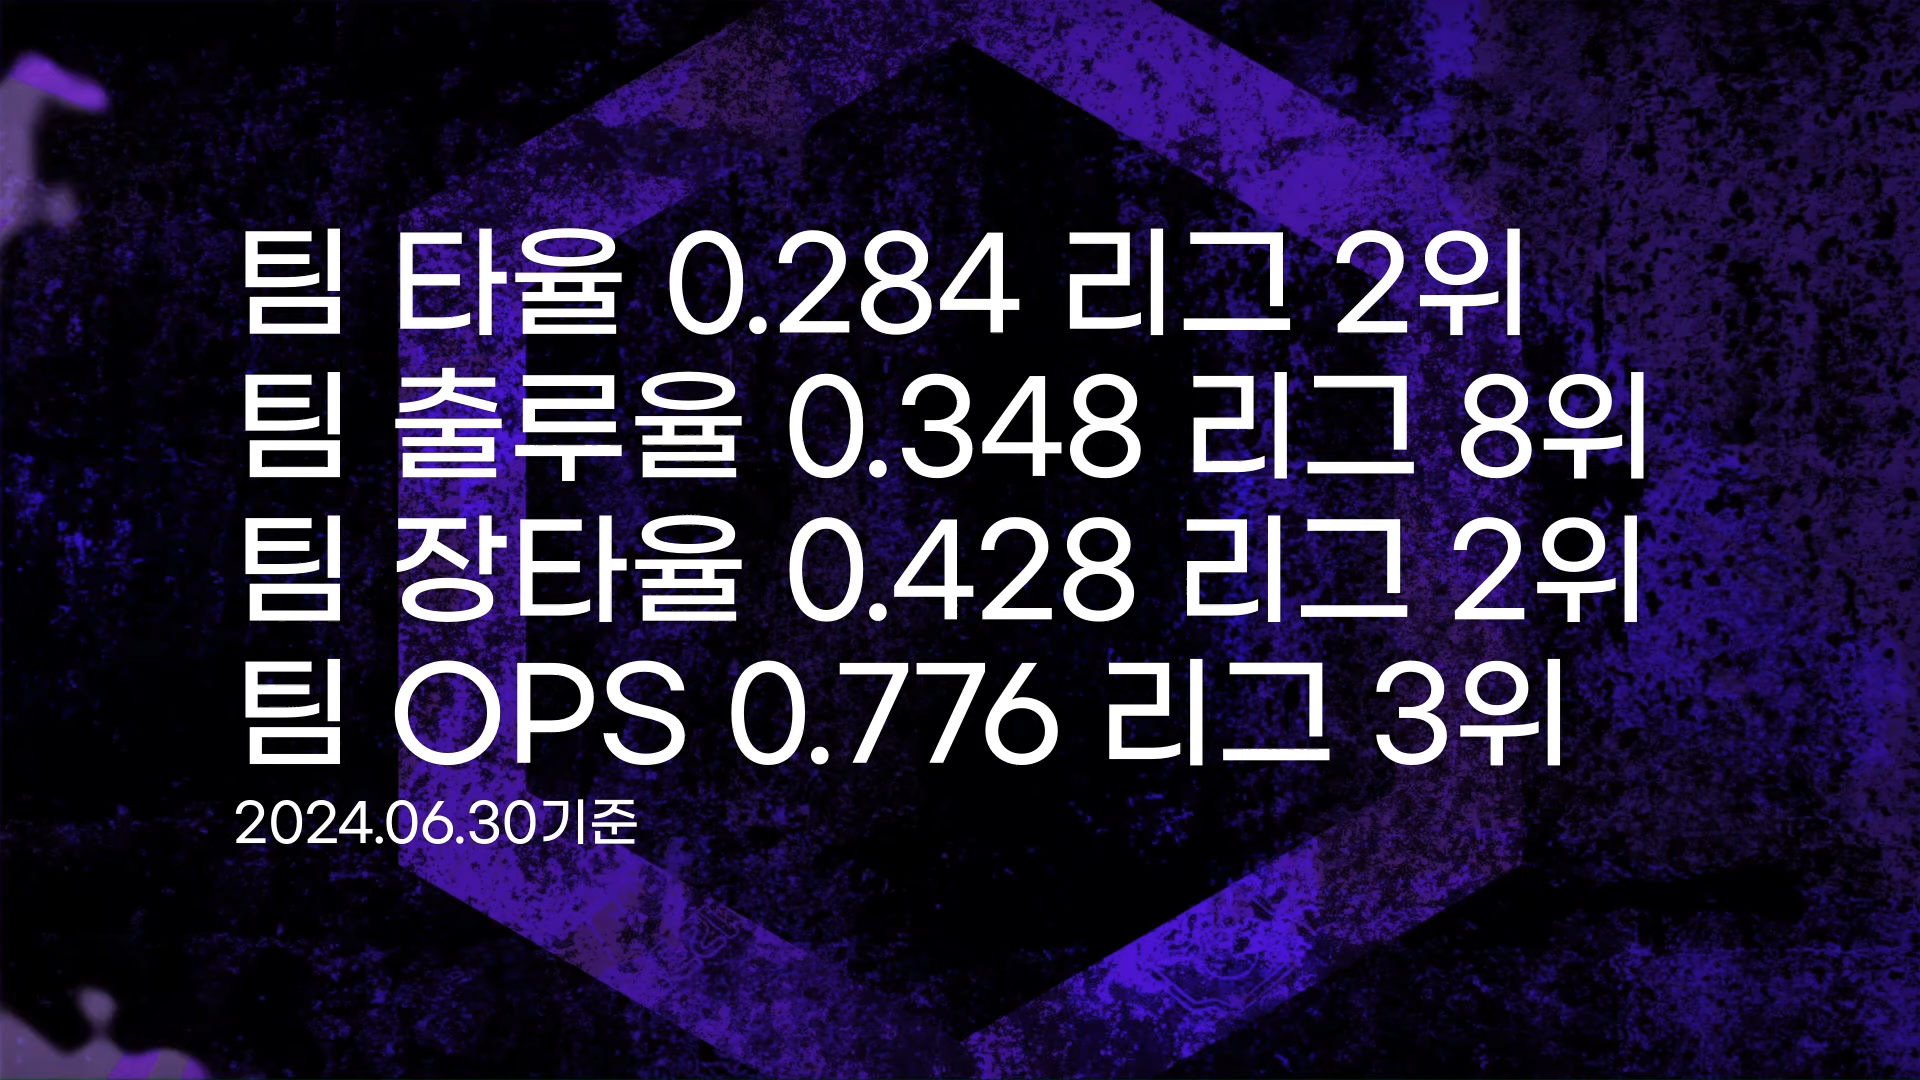 팀 타율 0.284 리그 2위
팀 출루율 0.348 리그 8위
팀 장타율 0.428 리그 2위
팀 OPS 0.776 리그 3위
2024.06.30기준